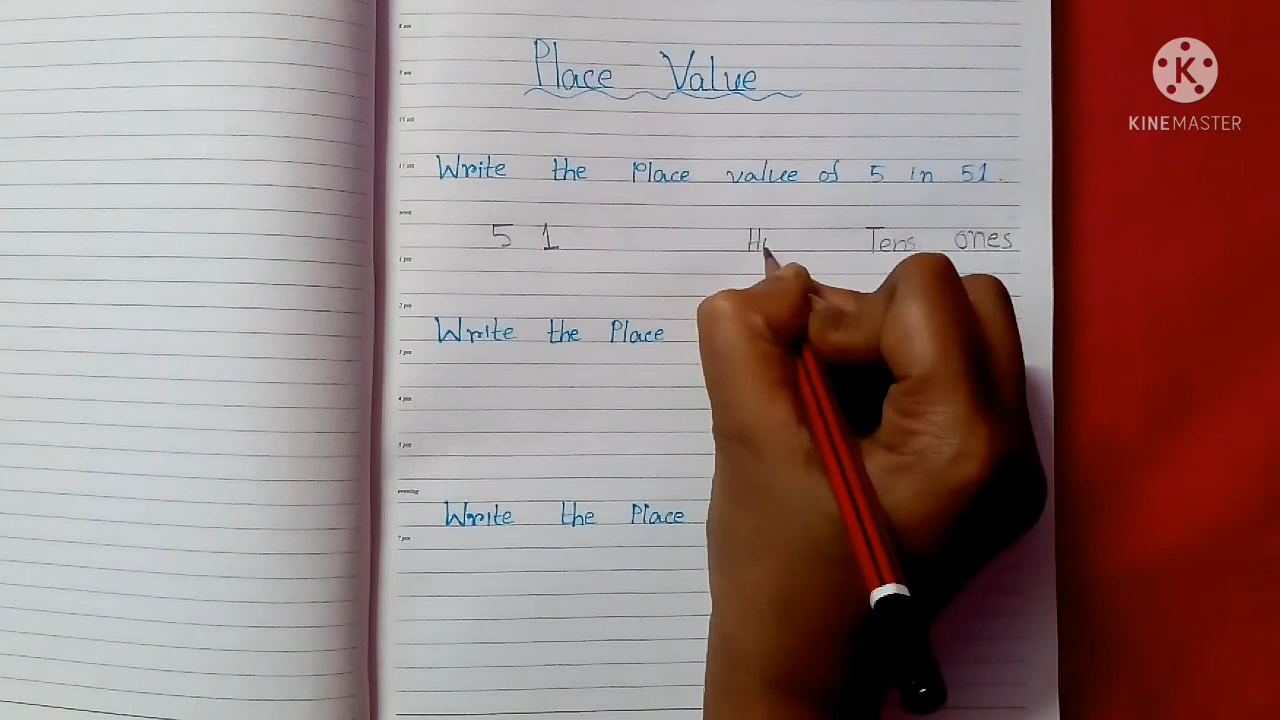 Place Value
Write the Place value of 5 in 51.
5 1 Tens ones
Write the Place
Write the Place
K
KINEMASTER